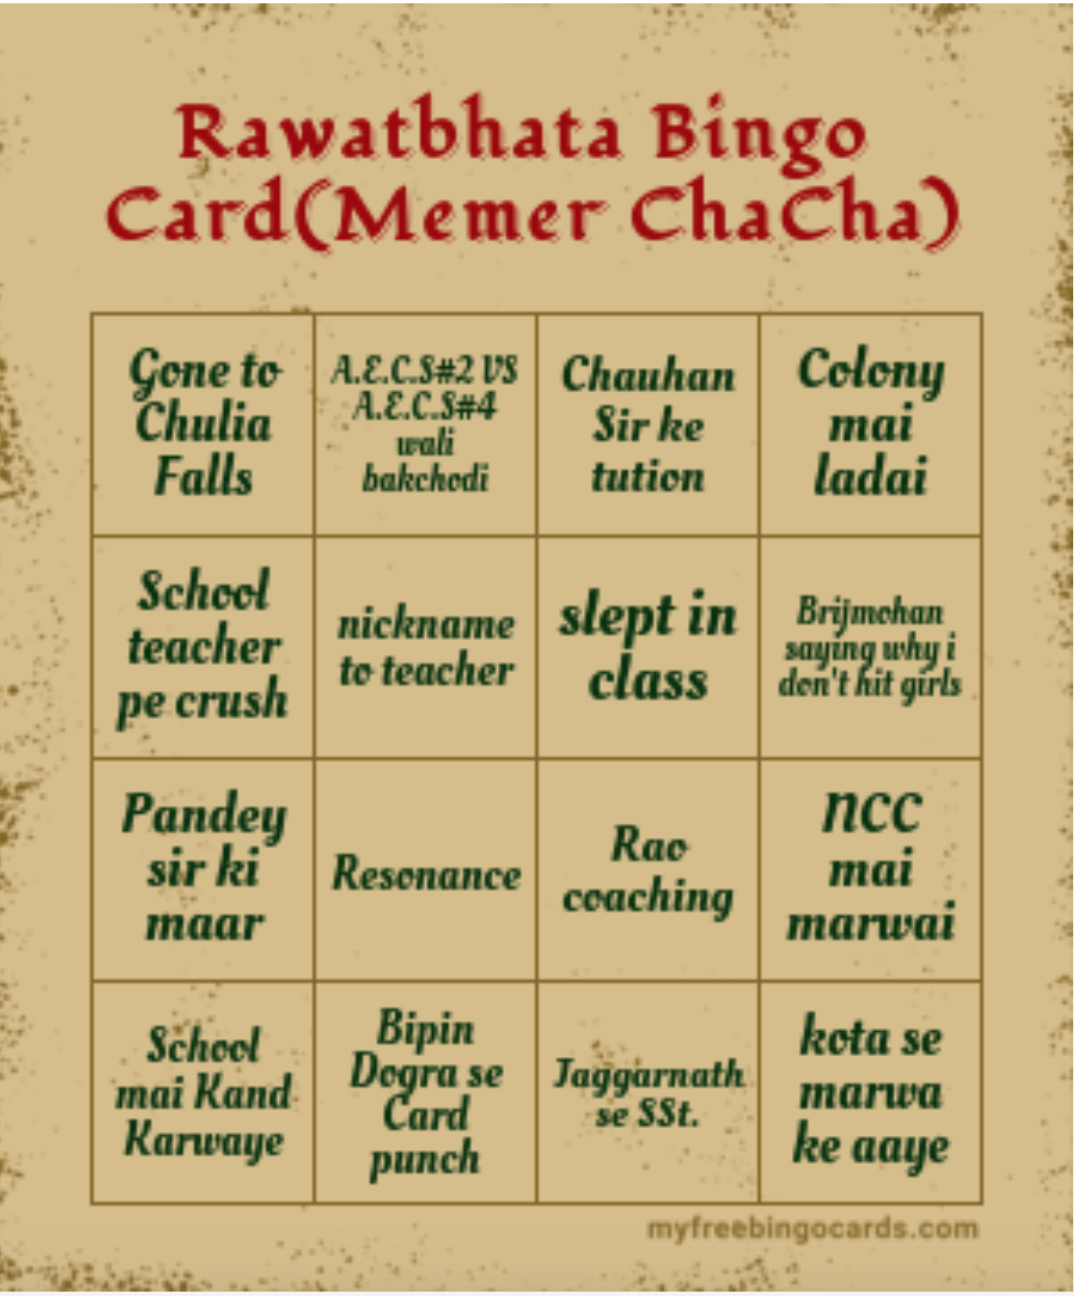 Rawatbhata Bingo
Card(Memer ChaCha)
Gone to
Chulia
Falls
A.E.C.S#2 VS
A.E.C.S#4
wali
bakchodi
Chauhan
Sir ke
tution
Colony
mai
ladai
School
teacher
pe crush
nickname
to teacher
slept in
class
Brijmohan
saying why i
don't hit girls
Pandey
sir ki
maar
Resonance
Rao
coaching
NCC
mai
marwai
School
mai Kand
Karwaye
Bipin
Dogra se
Card
punch
Jaggarnath
se SSt.
kota se
marwa
ke aaye
myfreebingocards.com